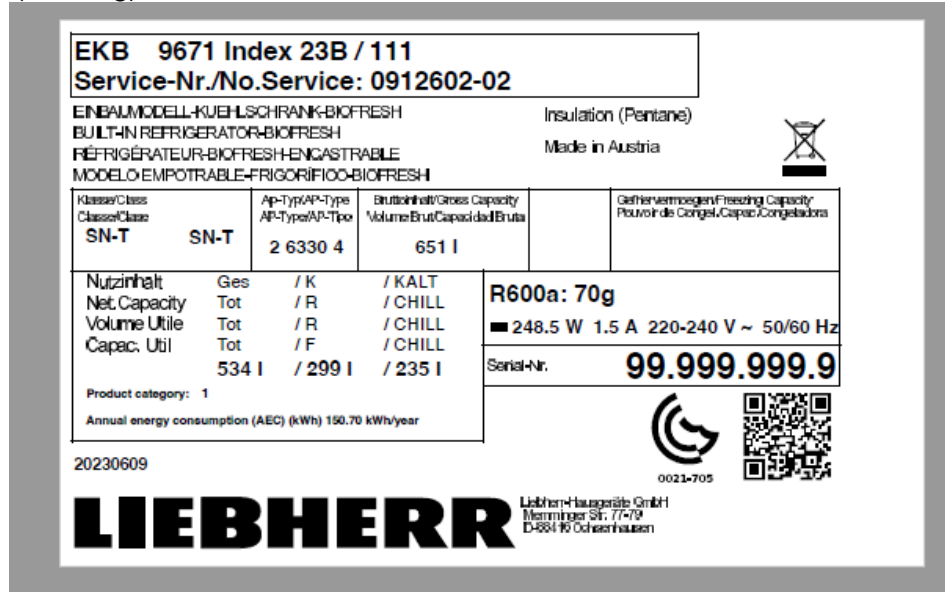 EKB 9671 Index 23B / 111
Service-Nr./No.Service: 0912602-02
EINBAUMODELL-KUEHLSCHRANK-BIOFRESH
BUILT-IN REFRIGERATOR-BIOFRESH
RÉFRIGÉRATEUR-BIOFRESH-ENCASTRABLE
MODELO EMPOTRABLE-FRIGORÍFICO-BIOFRESH
Insulation (Pentane)
Made in Austria
Klasse/Class
Classe/Clase
SN-T SN-T
Ap-Typ/AP-Type
AP-Type/AP-Tipo
2 6330 4
Bruttoinhalt/Gross Capacity
Volume Brut/Capacidad Bruta
651 l
Gefriervermoegen/Freezing Capacity
Pouvoir de Congel./Capac.Congeladora
Nutzinhalt Ges / K / KALT
Net.Capacity Tot / R / CHILL
Volume Utile Tot / R / CHILL
Capac. Util Tot / F / CHILL
534 l / 299 l / 235 l
Product category: 1
Annual energy consumption (AEC) (kWh) 150.70 kWh/year
R600a: 70g
248.5 W 1.5 A 220-240 V ~ 50/60 Hz
Serial-Nr. 99.999.999.9
0021-705
20230609
LIEBHERR
Liebherr-Hausgeräte GmbH
Memminger Str. 77-79
D-88416 Ochsenhausen